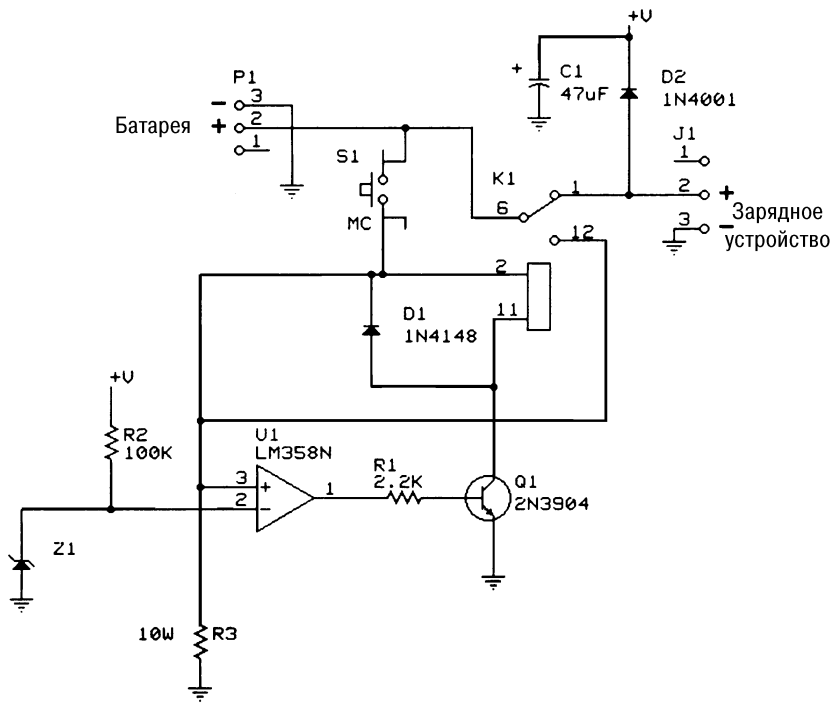 +V
P1
C1
47uF
D2
1N4001
+
- 3
Батарея + 2
1
J1
1
S1
K1
1
2 +
6
Зарядное
устройство
3 -
MC
12
2
D1
1N4148
11
+V
R2
100K
U1
LM358N
3 +
2 -
1
R1
2.2K
Q1
2N3904
Z1
10W R3